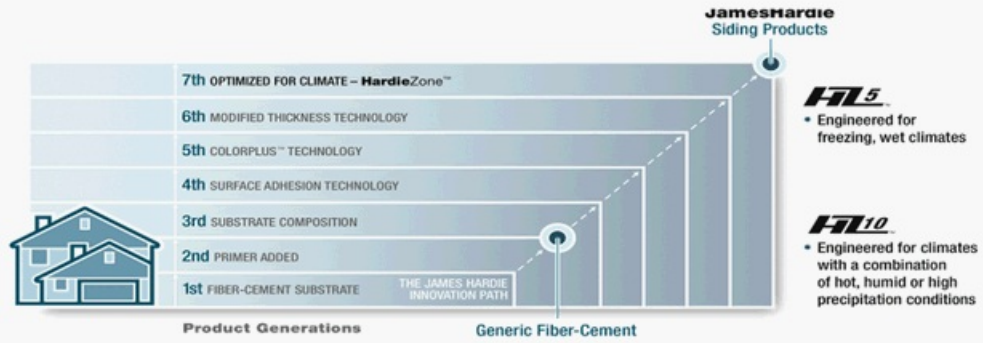 JamesHardie
Siding Products
7th OPTIMIZED FOR CLIMATE – HardieZone™
6th MODIFIED THICKNESS TECHNOLOGY
5th COLORPLUS™ TECHNOLOGY
4th SURFACE ADHESION TECHNOLOGY
3rd SUBSTRATE COMPOSITION
2nd PRIMER ADDED
1st FIBER-CEMENT SUBSTRATE
THE JAMES HARDIE
INNOVATION PATH
Product Generations
Generic Fiber-Cement
HZ5™
• Engineered for
freezing, wet climates
HZ10™
• Engineered for climates
with a combination
of hot, humid or high
precipitation conditions